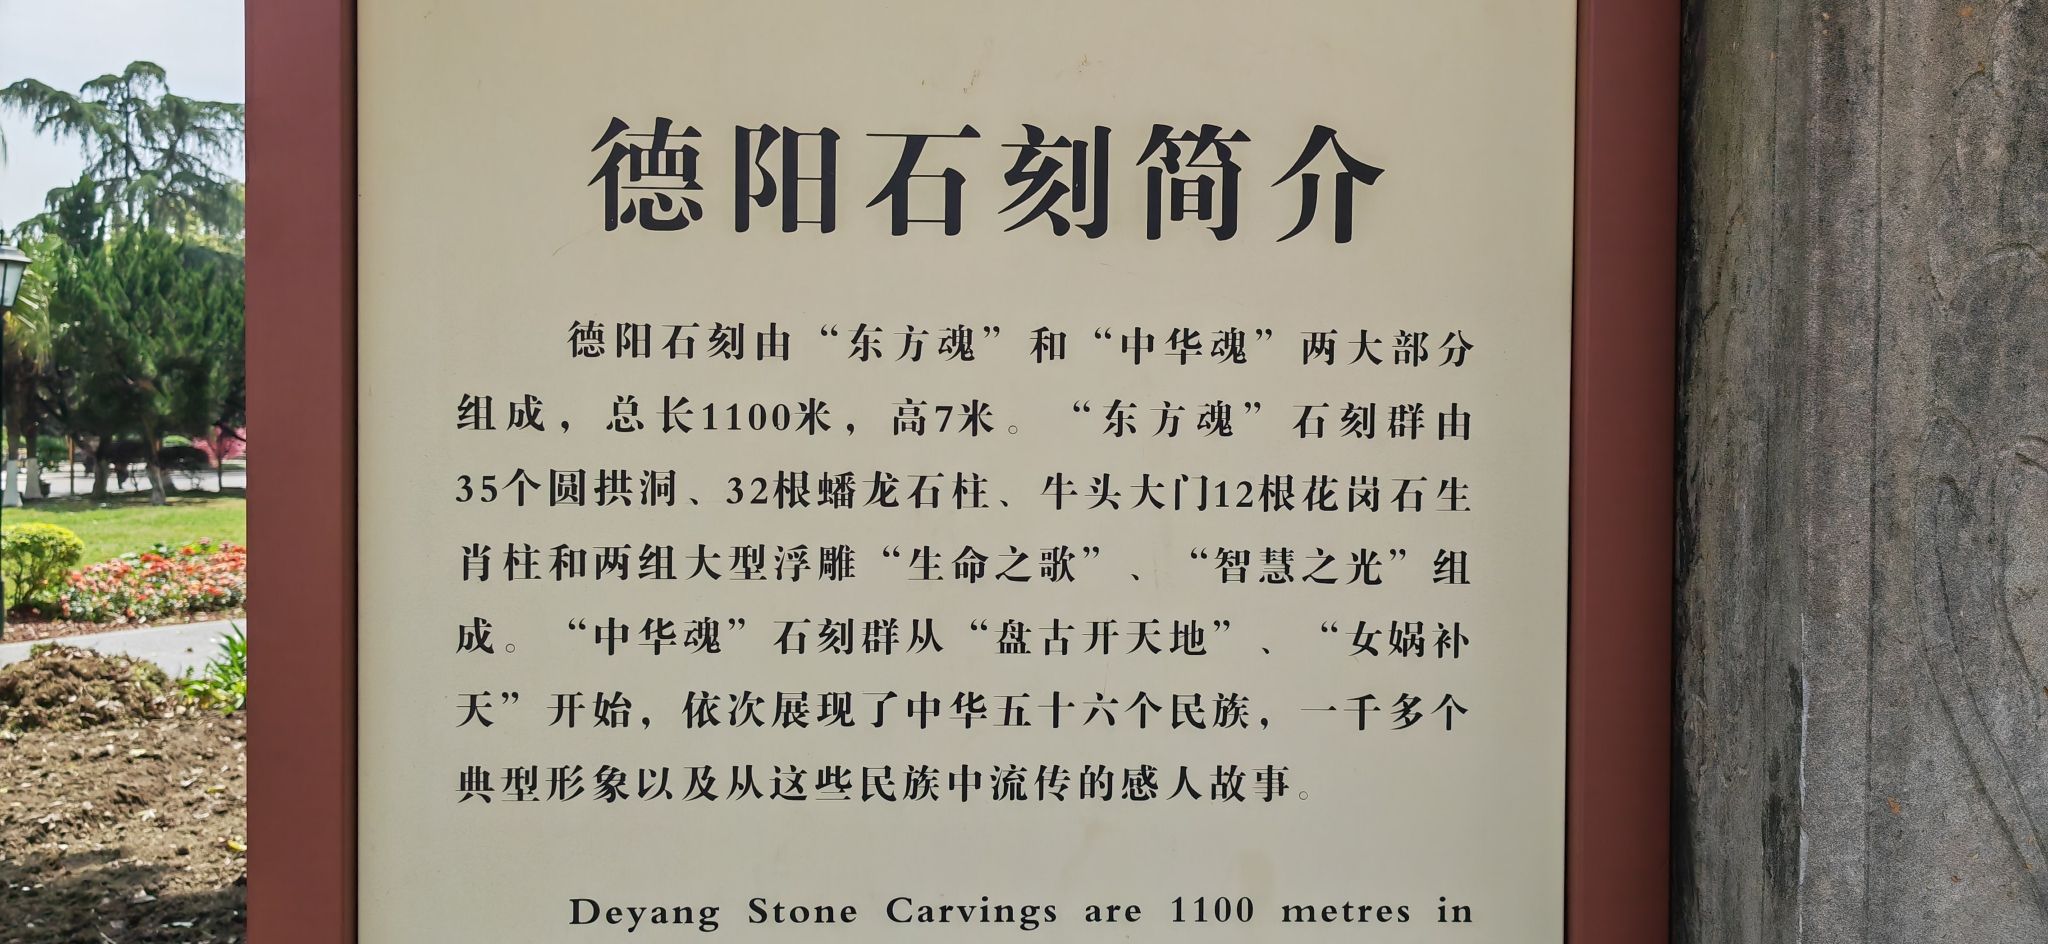 德阳石刻简介
德阳石刻由“东方魂”和“中华魂”两大部分
组成，总长1100米，高7米。“东方魂”石刻群由
35个圆拱洞、32根蟠龙石柱、牛头大门12根花岗石生
肖柱和两组大型浮雕“生命之歌”、“智慧之光”组
成。“中华魂”石刻群从“盘古开天地”、“女娲补
天”开始，依次展现了中华五十六个民族，一千多个
典型形象以及从这些民族中流传的感人故事。
Deyang Stone Carvings are 1100 metres in